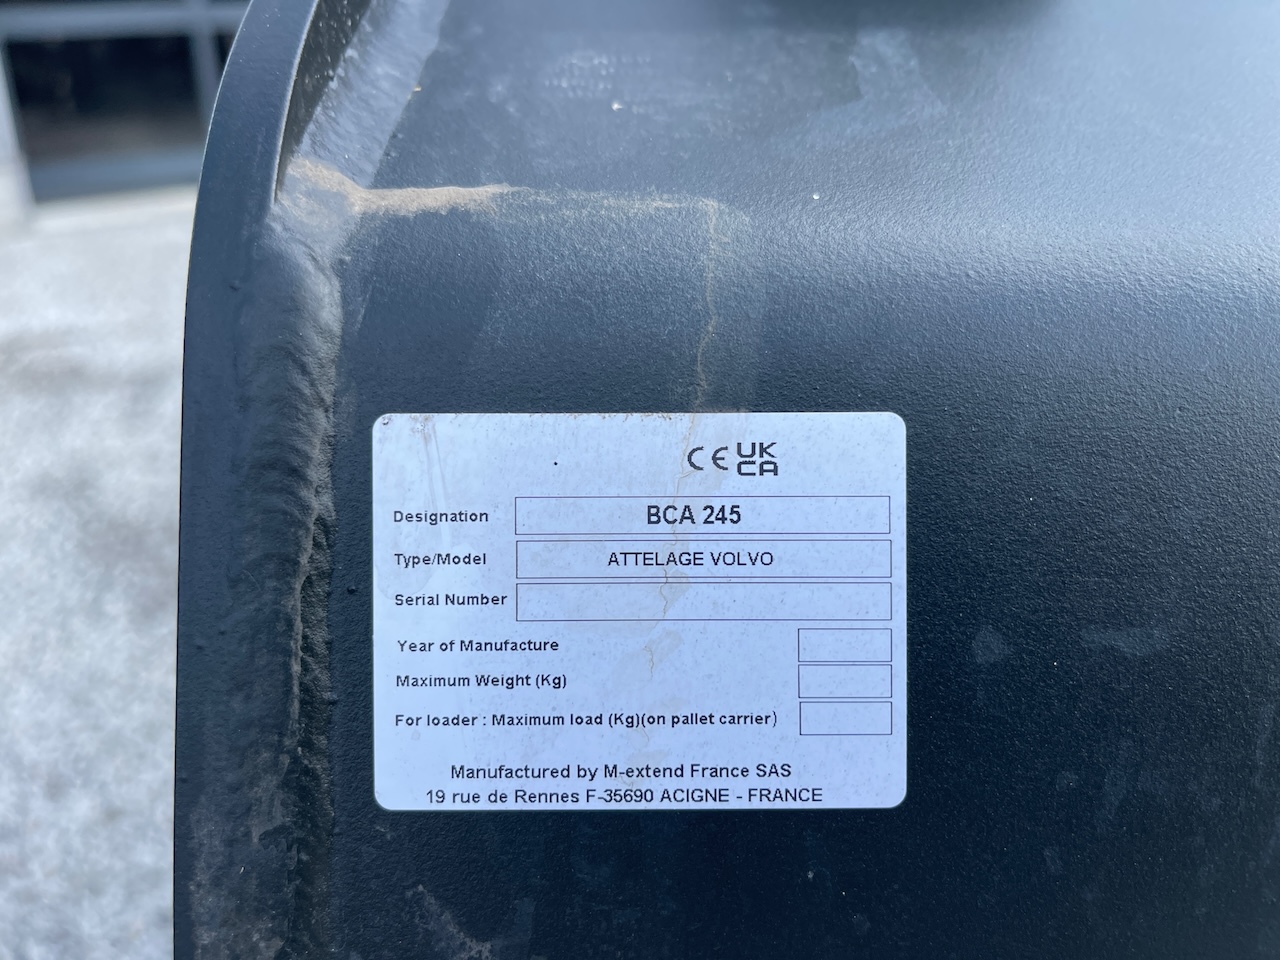 CE UK
CA
Designation BCA 245
Type/Model ATTELAGE VOLVO
Serial Number
Year of Manufacture
Maximum Weight (Kg)
For loader : Maximum load (Kg)(on pallet carrier)
Manufactured by M-extend France SAS
19 rue de Rennes F-35690 ACIGNE - FRANCE